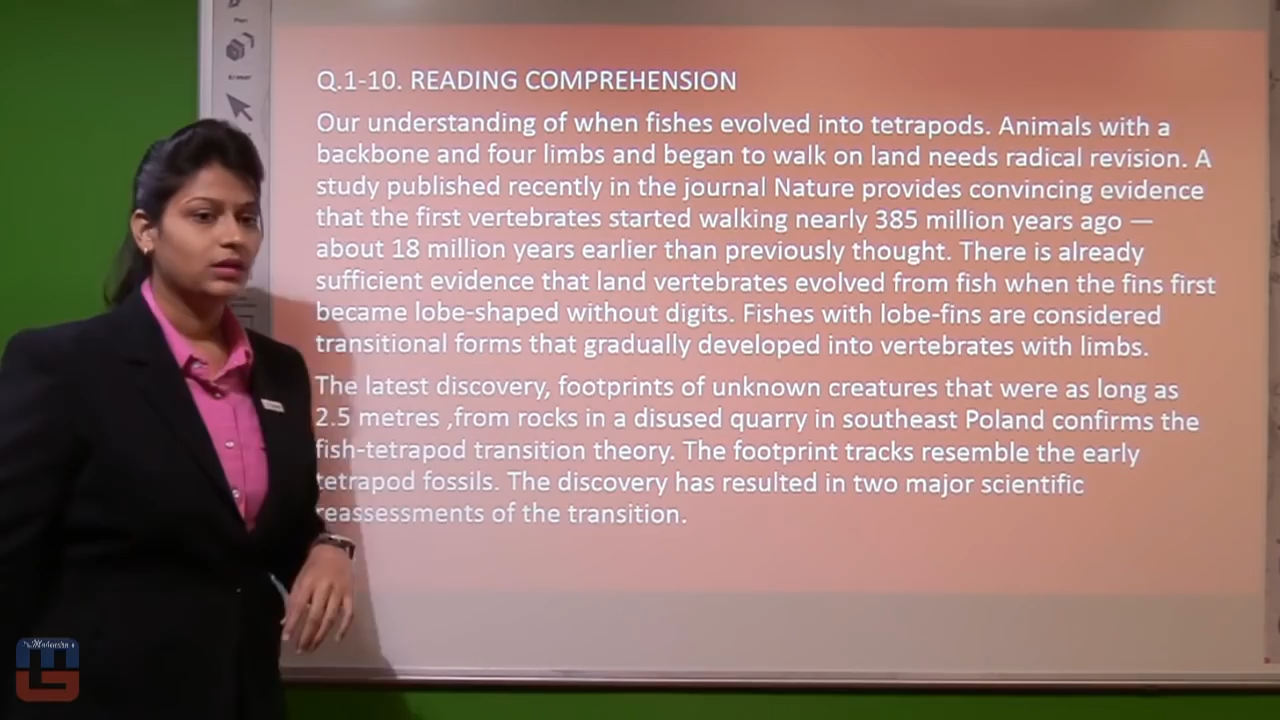 Pen
Eraser
Q.1-10. READING COMPREHENSION
Our understanding of when fishes evolved into tetrapods. Animals with a
backbone and four limbs and began to walk on land needs radical revision. A
study published recently in the journal Nature provides convincing evidence
that the first vertebrates started walking nearly 385 million years ago —
about 18 million years earlier than previously thought. There is already
sufficient evidence that land vertebrates evolved from fish when the fins first
became lobe-shaped without digits. Fishes with lobe-fins are considered
transitional forms that gradually developed into vertebrates with limbs.
The latest discovery, footprints of unknown creatures that were as long as
2.5 metres ,from rocks in a disused quarry in southeast Poland confirms the
fish-tetrapod transition theory. The footprint tracks resemble the early
tetrapod fossils. The discovery has resulted in two major scientific
reassessments of the transition.